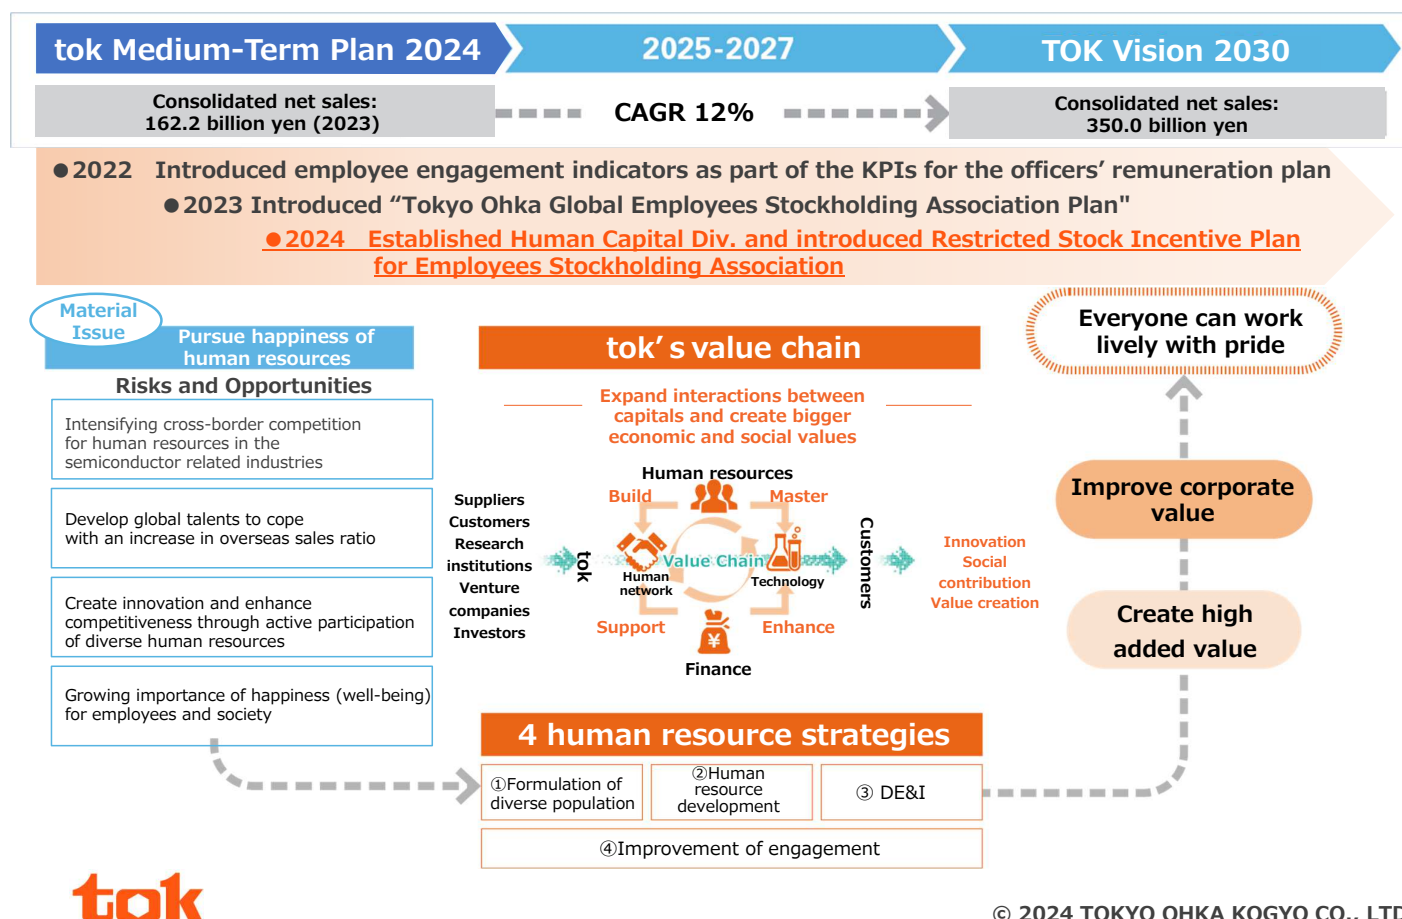 tok Medium-Term Plan 2024
2025-2027
TOK Vision 2030
Consolidated net sales:
162.2 billion yen (2023)
CAGR 12%
Consolidated net sales:
350.0 billion yen
●2022 Introduced employee engagement indicators as part of the KPIs for the officers’ remuneration plan
●2023 Introduced “Tokyo Ohka Global Employees Stockholding Association Plan"
●2024 Established Human Capital Div. and introduced Restricted Stock Incentive Plan
for Employees Stockholding Association
Material
Issue
Pursue happiness of
human resources
Risks and Opportunities
Intensifying cross-border competition
for human resources in the
semiconductor related industries
Develop global talents to cope
with an increase in overseas sales ratio
Create innovation and enhance
competitiveness through active participation
of diverse human resources
Growing importance of happiness (well-being)
for employees and society
tok’s value chain
Expand interactions between
capitals and create bigger
economic and social values
Suppliers
Customers
Research
institutions
Venture
companies
Investors
tok
Human resources
Build
Master
Human
network
Value Chain
Technology
Support
Enhance
¥
Finance
Customers
Innovation
Social
contribution
Value creation
4 human resource strategies
①Formulation of
diverse population
②Human
resource
development
③ DE&I
④Improvement of engagement
Everyone can work
lively with pride
Improve corporate
value
Create high
added value
tok
© 2024 TOKYO OHKA KOGYO CO., LTD